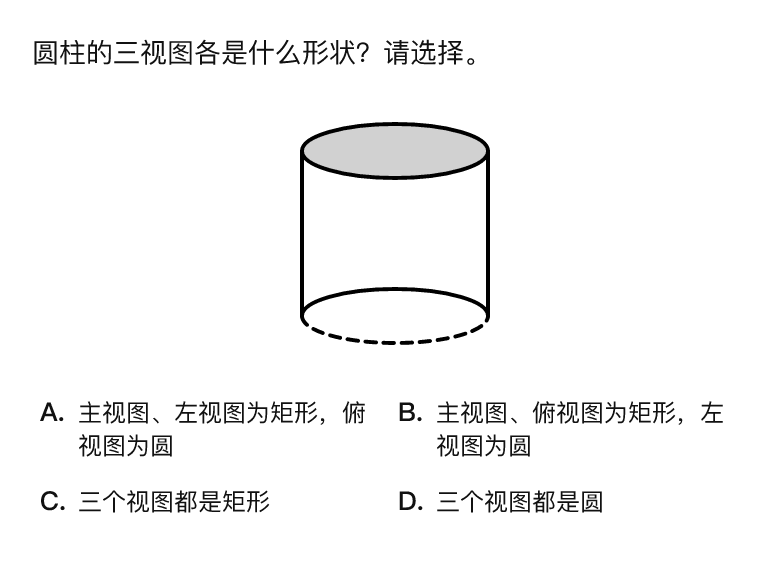 圆柱的三视图各是什么形状？请选择。
A. 主视图、左视图为矩形，俯
视图为圆
B. 主视图、俯视图为矩形，左
视图为圆
C. 三个视图都是矩形
D. 三个视图都是圆